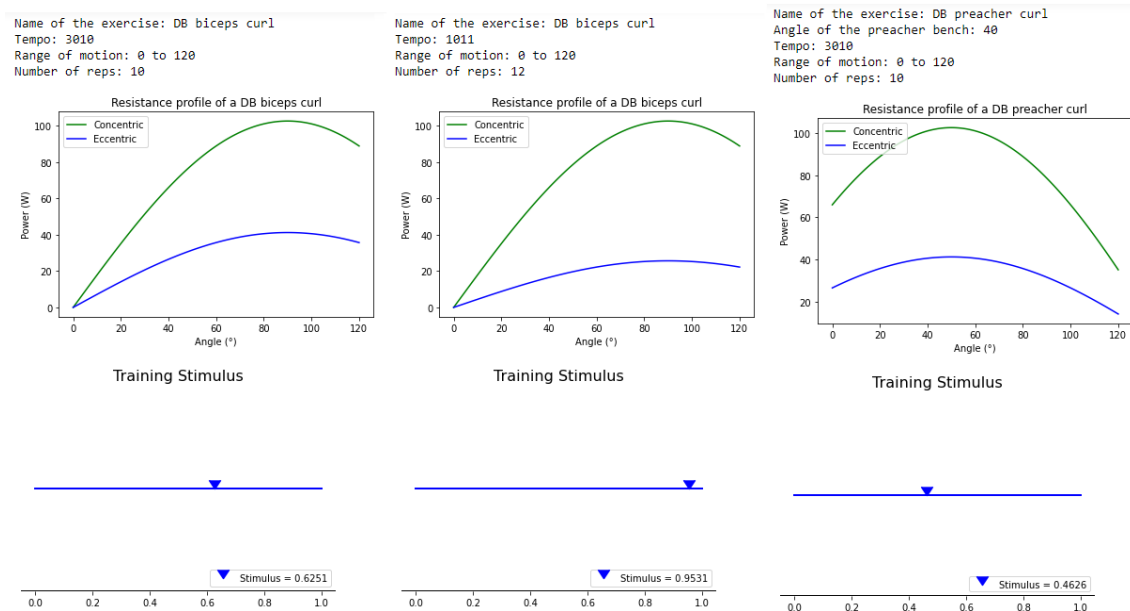 Name of the exercise: DB biceps curl
Tempo: 3010
Range of motion: 0 to 120
Number of reps: 10
Resistance profile of a DB biceps curl
Concentric
Eccentric
Power (W)
100
80
60
40
20
0
0 20 40 60 80 100 120
Angle (°)
Training Stimulus
Stimulus = 0.6251
0.0 0.2 0.4 0.6 0.8 1.0
Name of the exercise: DB biceps curl
Tempo: 1011
Range of motion: 0 to 120
Number of reps: 12
Resistance profile of a DB biceps curl
Concentric
Eccentric
Power (W)
100
80
60
40
20
0
0 20 40 60 80 100 120
Angle (°)
Training Stimulus
Stimulus = 0.9531
0.0 0.2 0.4 0.6 0.8 1.0
Name of the exercise: DB preacher curl
Angle of the preacher bench: 40
Tempo: 3010
Range of motion: 0 to 120
Number of reps: 10
Resistance profile of a DB preacher curl
Concentric
Eccentric
Power (W)
100
80
60
40
20
0 20 40 60 80 100 120
Angle (°)
Training Stimulus
Stimulus = 0.4626
0.0 0.2 0.4 0.6 0.8 1.0